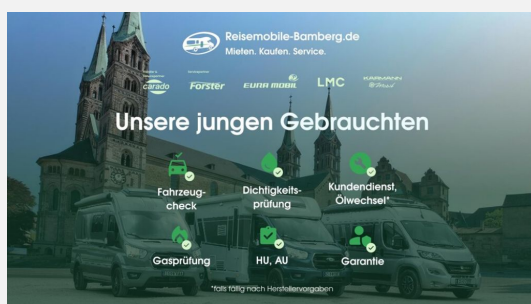 Reisemobile-Bamberg.de
Mieten. Kaufen. Service.
carado
Forster
EURA MOBIL
LMC
KARMANN
Mobil
Unsere jungen Gebrauchten
Fahrzeug-
check
Dichtigkeits-
prüfung
Kundendienst,
Ölwechsel*
Gasprüfung
HU, AU
Garantie
*falls fällig nach Herstellervorgaben